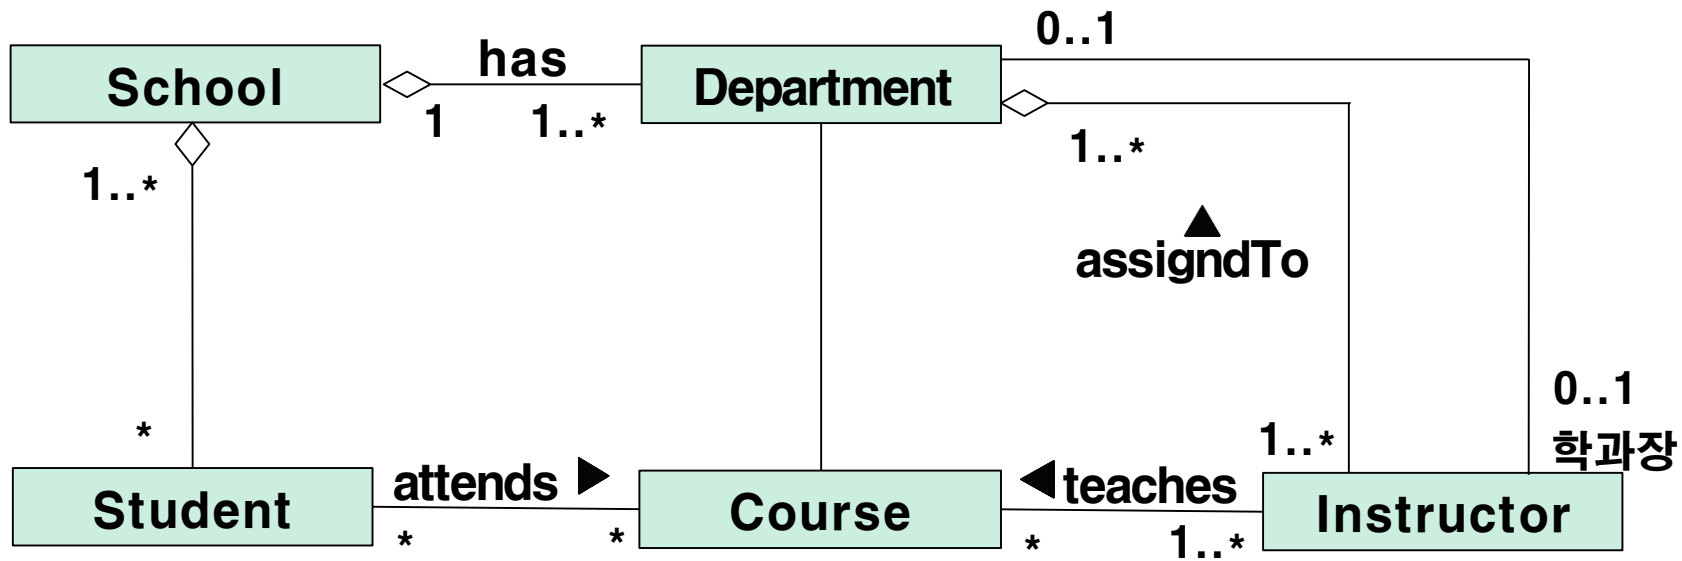 0..1
School
has
Department
1
1..*
1..*
1..*
assigndTo
0..1
*
1..*
학과장
attends
teaches
Student
Course
Instructor
*
*
*
1..*